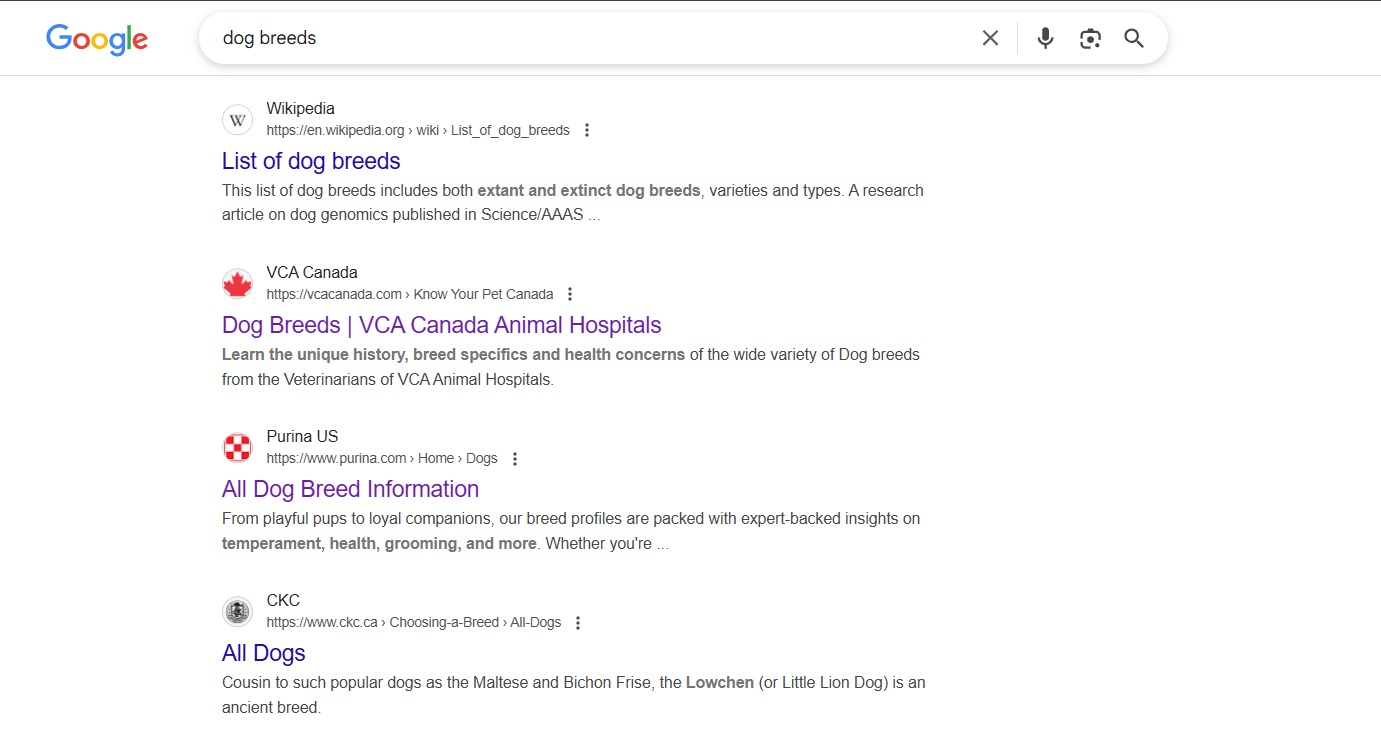 Google
dog breeds
W
Wikipedia
https://en.wikipedia.org › wiki › List_of_dog_breeds
List of dog breeds
This list of dog breeds includes both extant and extinct dog breeds, varieties and types. A research
article on dog genomics published in Science/AAAS ...
VCA Canada
https://vcacanada.com › Know Your Pet Canada
Dog Breeds | VCA Canada Animal Hospitals
Learn the unique history, breed specifics and health concerns of the wide variety of Dog breeds
from the Veterinarians of VCA Animal Hospitals.
Purina US
https://www.purina.com › Home › Dogs
All Dog Breed Information
From playful pups to loyal companions, our breed profiles are packed with expert-backed insights on
temperament, health, grooming, and more. Whether you're ...
CKC
https://www.ckc.ca › Choosing-a-Breed › All-Dogs
All Dogs
Cousin to such popular dogs as the Maltese and Bichon Frise, the Lowchen (or Little Lion Dog) is an
ancient breed.